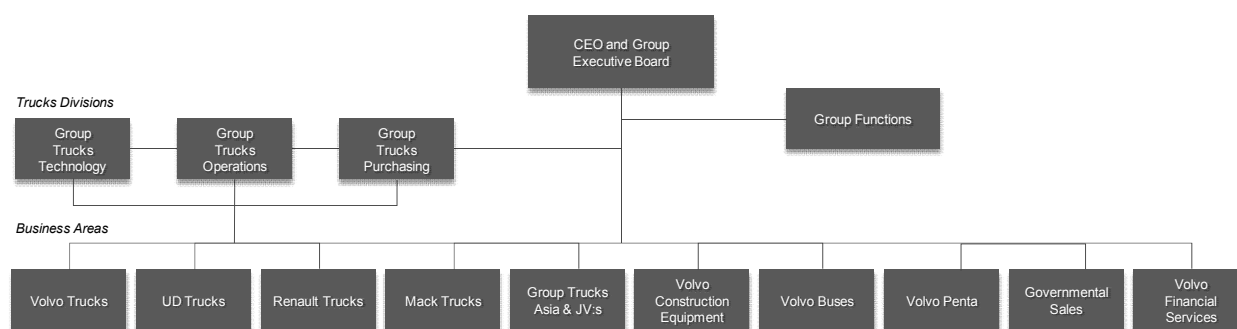 CEO and Group
Executive Board
Trucks Divisions
Group Functions
Group
Trucks
Technology
Group
Trucks
Operations
Group
Trucks
Purchasing
Business Areas
Volvo Trucks
UD Trucks
Renault Trucks
Mack Trucks
Group Trucks
Asia & JV:s
Volvo
Construction
Equipment
Volvo Buses
Volvo Penta
Governmental
Sales
Volvo
Financial
Services